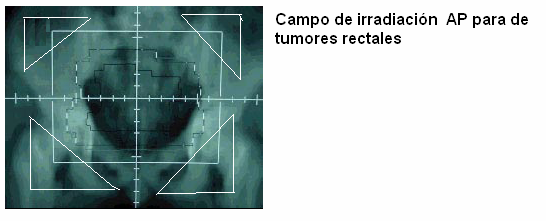 Campo de irradiación AP para de
tumores rectales